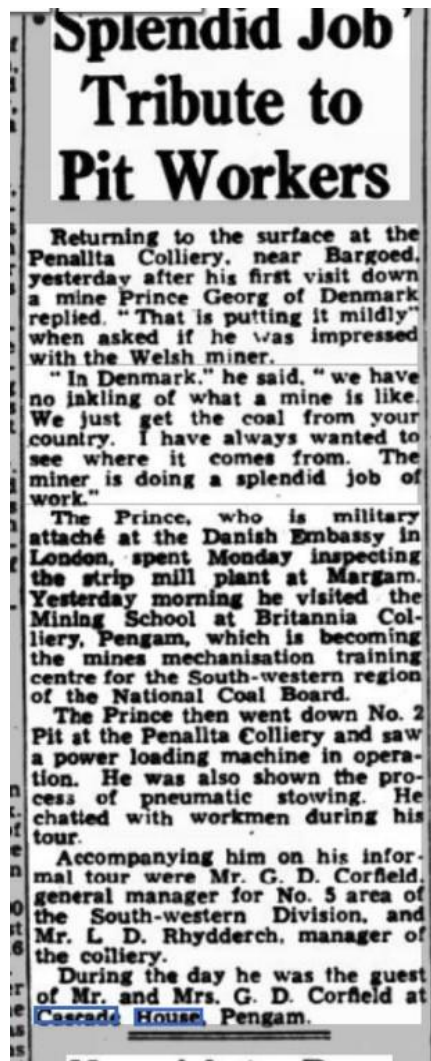 'Splendid Job'
Tribute to
Pit Workers
Returning to the surface at the
Penallta Colliery, near Bargoed,
yesterday after his first visit down
a mine Prince Georg of Denmark
replied, "That is putting it mildly"
when asked if he was impressed
with the Welsh miner.
"In Denmark," he said, "we have
no inkling of what a mine is like.
We just get the coal from your
country. I have always wanted to
see where it comes from. The
miner is doing a splendid job of
work."
The Prince, who is military
attaché at the Danish Embassy in
London, spent Monday inspecting
the strip mill plant at Margam.
Yesterday morning he visited the
Mining School at Britannia Col-
liery, Pengam, which is becoming
the mines mechanisation training
centre for the South-western region
of the National Coal Board.
The Prince then went down No. 2
Pit at the Penallta Colliery and saw
a power loading machine in opera-
tion. He was also shown the pro-
cess of pneumatic stowing. He
chatted with workmen during his
tour.
Accompanying him on his infor-
mal tour were Mr. G. D. Corfield,
general manager for No. 5 area of
the South-western Division, and
Mr. L. D. Rhydderch, manager of
the colliery.
During the day he was the guest
of Mr. and Mrs. G. D. Corfield at
Cascade House, Pengam.